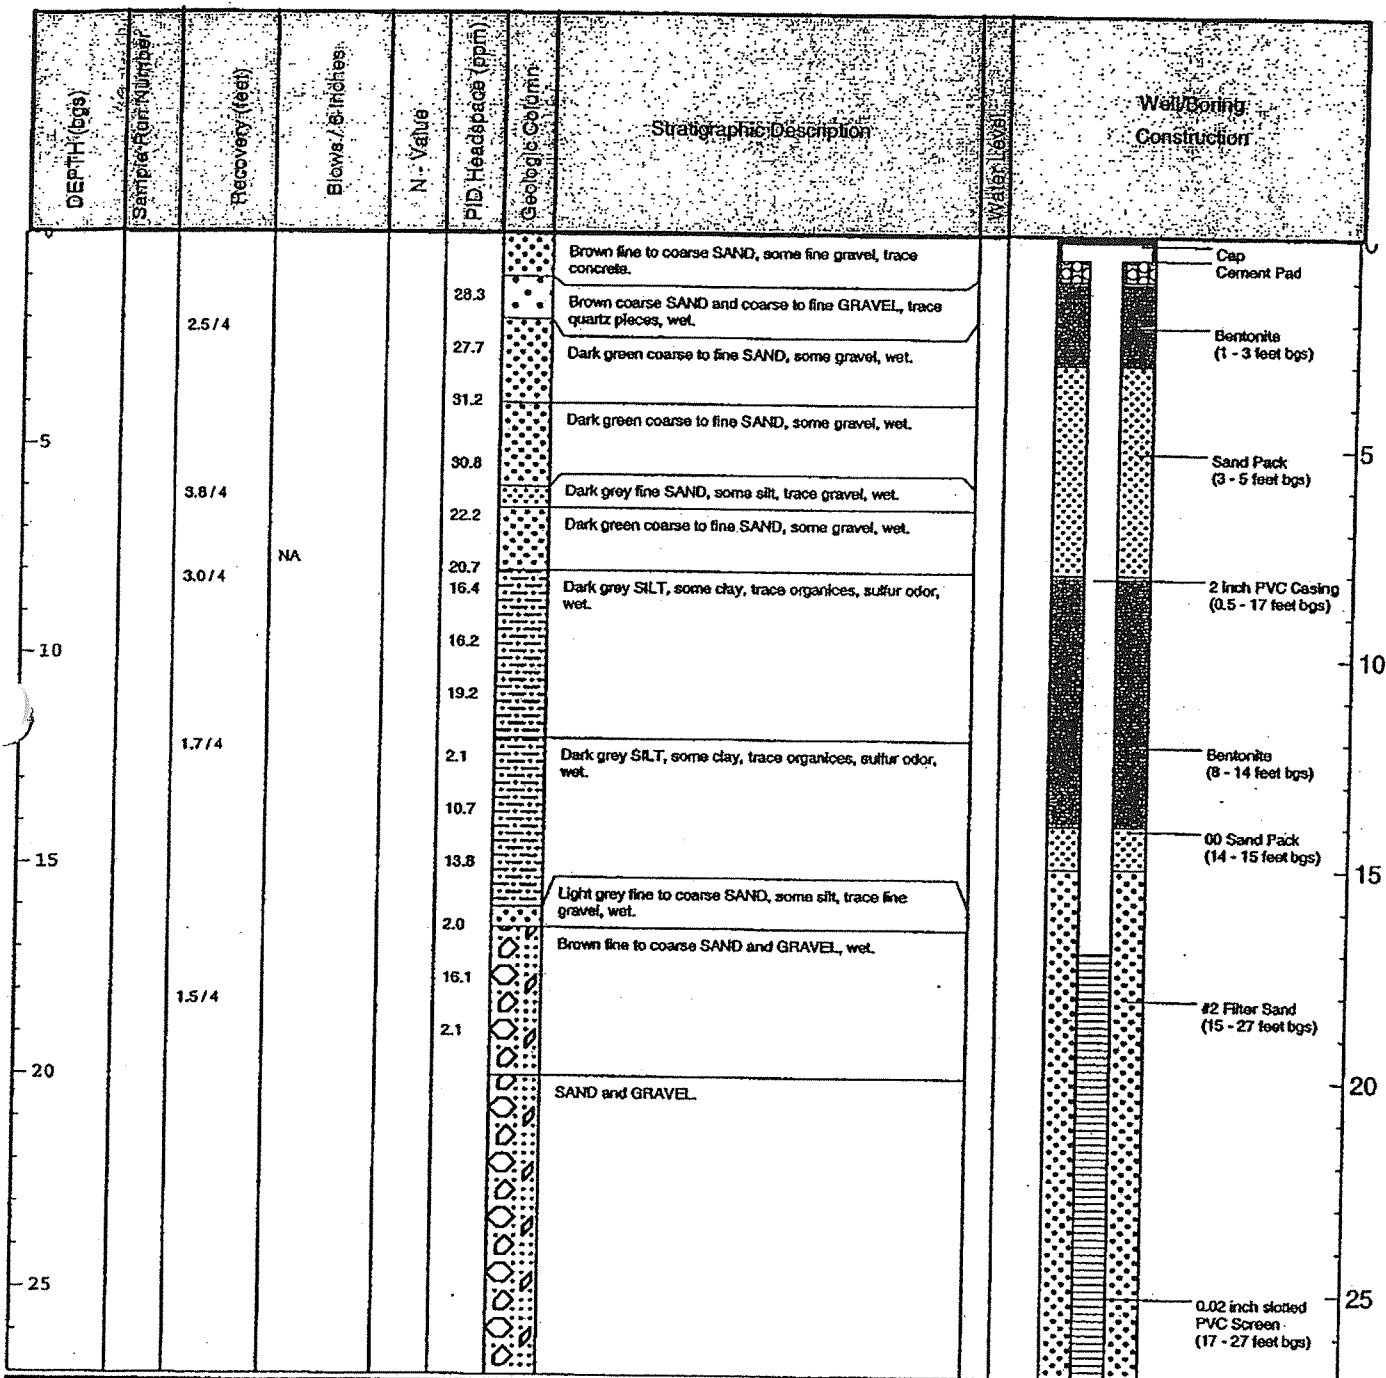 DEPTH (bgs)
Sample/Run Number
Recovery (feet)
Blows / 6 Inches
N - Value
PID Headspace (ppm)
Geologic Column
Stratigraphic Description
Water Level
Well/Boring
Construction
0
5
10
15
20
25
2.5 / 4
3.8 / 4
3.0 / 4
1.7 / 4
1.5 / 4
NA
28.3
27.7
31.2
30.8
22.2
20.7
16.4
16.2
19.2
2.1
10.7
13.8
2.0
16.1
2.1
Brown fine to coarse SAND, some fine gravel, trace
concrete.
Brown coarse SAND and coarse to fine GRAVEL, trace
quartz pieces, wet.
Dark green coarse to fine SAND, some gravel, wet.
Dark green coarse to fine SAND, some gravel, wet.
Dark grey fine SAND, some silt, trace gravel, wet.
Dark green coarse to fine SAND, some gravel, wet.
Dark grey SILT, some clay, trace organices, sulfur odor,
wet.
Dark grey SILT, some clay, trace organices, sulfur odor,
wet.
Light grey fine to coarse SAND, some silt, trace fine
gravel, wet.
Brown fine to coarse SAND and GRAVEL, wet.
SAND and GRAVEL.
Cap
Cement Pad
Bentonite
(1 - 3 feet bgs)
Sand Pack
(3 - 5 feet bgs)
2 inch PVC Casing
(0.5 - 17 feet bgs)
Bentonite
(8 - 14 feet bgs)
00 Sand Pack
(14 - 15 feet bgs)
#2 Filter Sand
(15 - 27 feet bgs)
0.02 inch slotted
PVC Screen
(17 - 27 feet bgs)
0
5
10
15
20
25